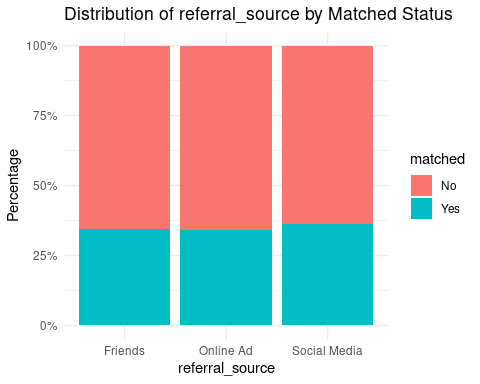 Distribution of referral_source by Matched Status
100%
75%
50%
25%
0%
Percentage
Friends
Online Ad
Social Media
referral_source
matched
No
Yes